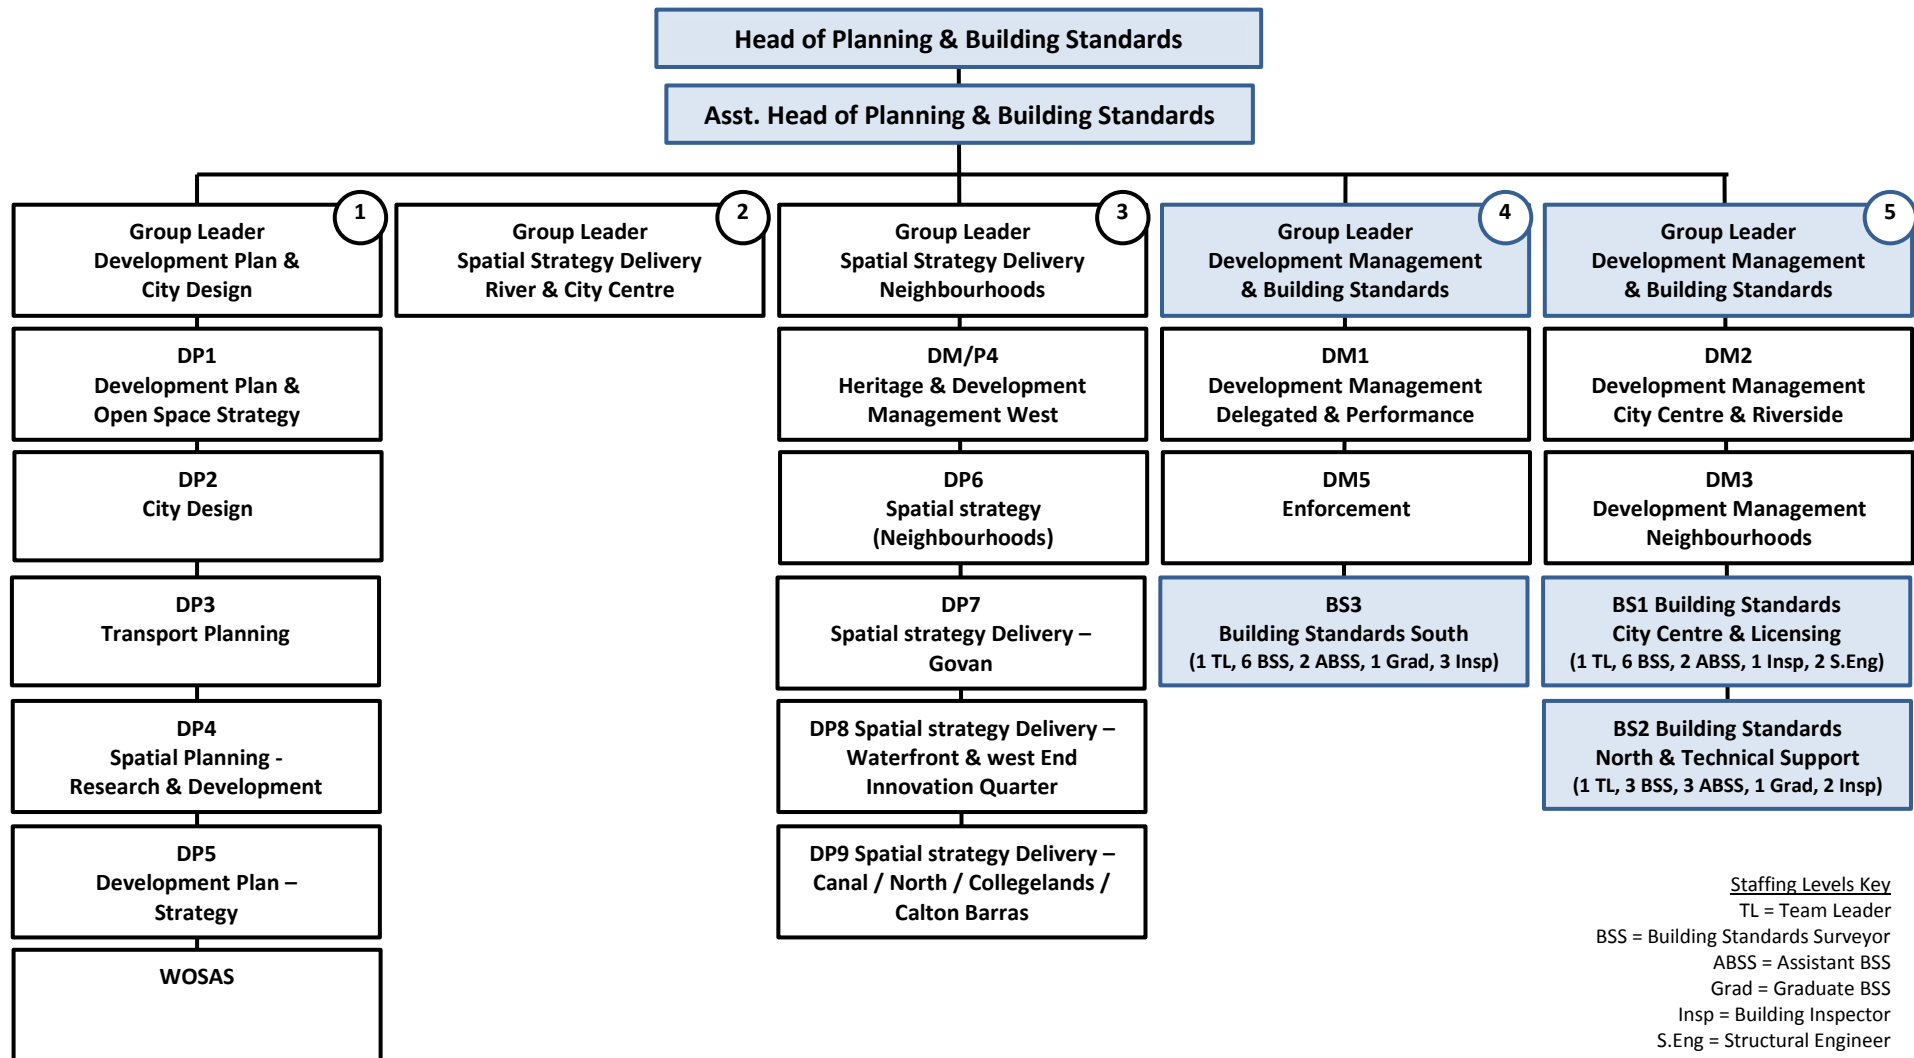 Head of Planning & Building Standards
Asst. Head of Planning & Building Standards
1
Group Leader
Development Plan &
City Design
2
Group Leader
Spatial Strategy Delivery
River & City Centre
3
Group Leader
Spatial Strategy Delivery
Neighbourhoods
4
Group Leader
Development Management
& Building Standards
5
Group Leader
Development Management
& Building Standards
DP1
Development Plan &
Open Space Strategy
DP2
City Design
DP3
Transport Planning
DP4
Spatial Planning -
Research & Development
DP5
Development Plan –
Strategy
WOSAS
DM/P4
Heritage & Development
Management West
DP6
Spatial strategy
(Neighbourhoods)
DP7
Spatial strategy Delivery –
Govan
DP8 Spatial strategy Delivery –
Waterfront & west End
Innovation Quarter
DP9 Spatial strategy Delivery –
Canal / North / Collegelands /
Calton Barras
DM1
Development Management
Delegated & Performance
DM5
Enforcement
BS3
Building Standards South
(1 TL, 6 BSS, 2 ABSS, 1 Grad, 3 Insp)
DM2
Development Management
City Centre & Riverside
DM3
Development Management
Neighbourhoods
BS1 Building Standards
City Centre & Licensing
(1 TL, 6 BSS, 2 ABSS, 1 Insp, 2 S.Eng)
BS2 Building Standards
North & Technical Support
(1 TL, 3 BSS, 3 ABSS, 1 Grad, 2 Insp)
Staffing Levels Key
TL = Team Leader
BSS = Building Standards Surveyor
ABSS = Assistant BSS
Grad = Graduate BSS
Insp = Building Inspector
S.Eng = Structural Engineer